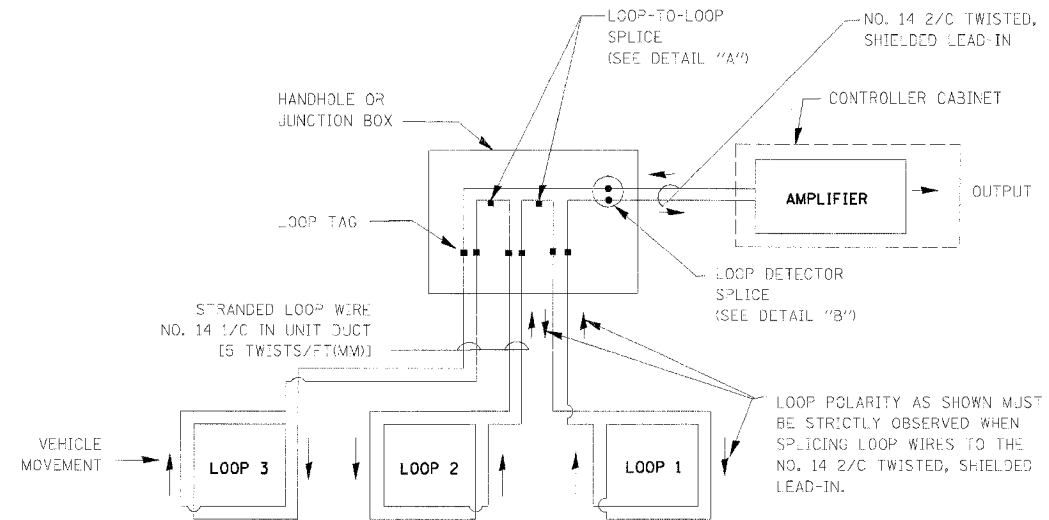 LOOP-TO-LOOP
SPLICE
(SEE DETAIL "A")
NO. 14 2/C TWISTED,
SHIELDED LEAD-IN
HANDHOLE OR
JUNCTION BOX
CONTROLLER CABINET
AMPLIFIER
OUTPUT
LOOP TAG
LOOP DETECTOR
SPLICE
(SEE DETAIL "B")
STRANDED LOOP WIRE
NO. 14 1/C IN UNIT DUCT
[5 TWISTS/FT(MM)]
LOOP POLARITY AS SHOWN MUST
BE STRICTLY OBSERVED WHEN
SPLICING LOOP WIRES TO THE
NO. 14 2/C TWISTED, SHIELDED
LEAD-IN.
VEHICLE
MOVEMENT
LOOP 3
LOOP 2
LOOP 1